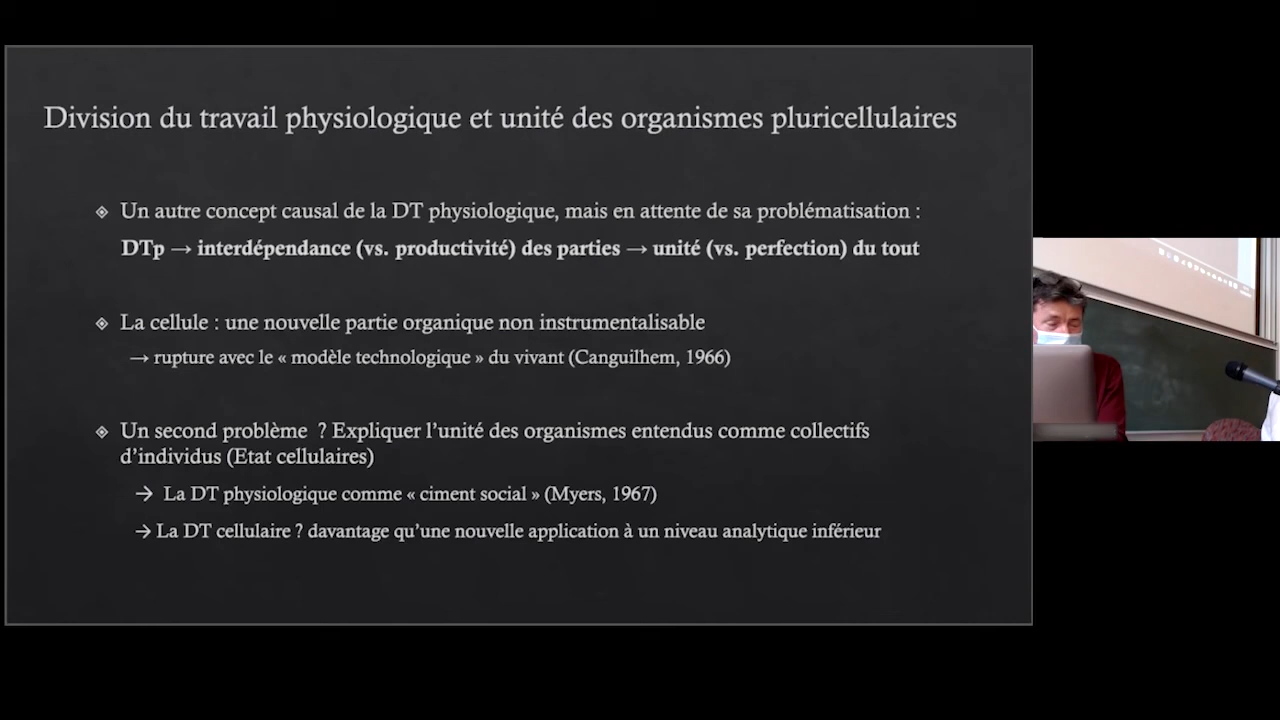 Division du travail physiologique et unité des organismes pluricellulaires
Un autre concept causal de la DT physiologique, mais en attente de sa problématisation :
DTp → interdépendance (vs. productivité) des parties → unité (vs. perfection) du tout
La cellule : une nouvelle partie organique non instrumentalisable
→ rupture avec le « modèle technologique » du vivant (Canguilhem, 1966)
Un second problème ? Expliquer l'unité des organismes entendus comme collectifs
d'individus (Etat cellulaires)
→ La DT physiologique comme « ciment social » (Myers, 1967)
→ La DT cellulaire ? davantage qu'une nouvelle application à un niveau analytique inférieur